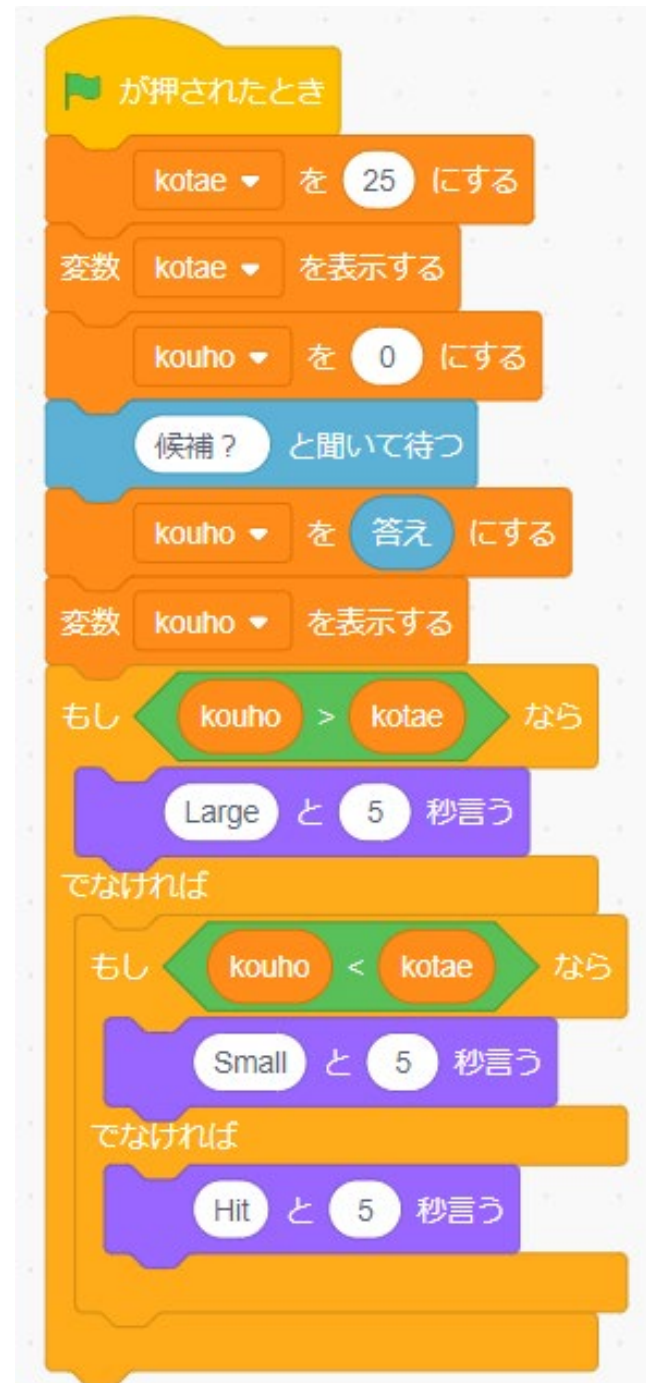 が押されたとき
kotae を 25 にする
変数 kotae を表示する
kouho を 0 にする
候補？ と聞いて待つ
kouho を 答え にする
変数 kouho を表示する
もし kouho > kotae なら
Large と 5 秒言う
でなければ
もし kouho < kotae なら
Small と 5 秒言う
でなければ
Hit と 5 秒言う